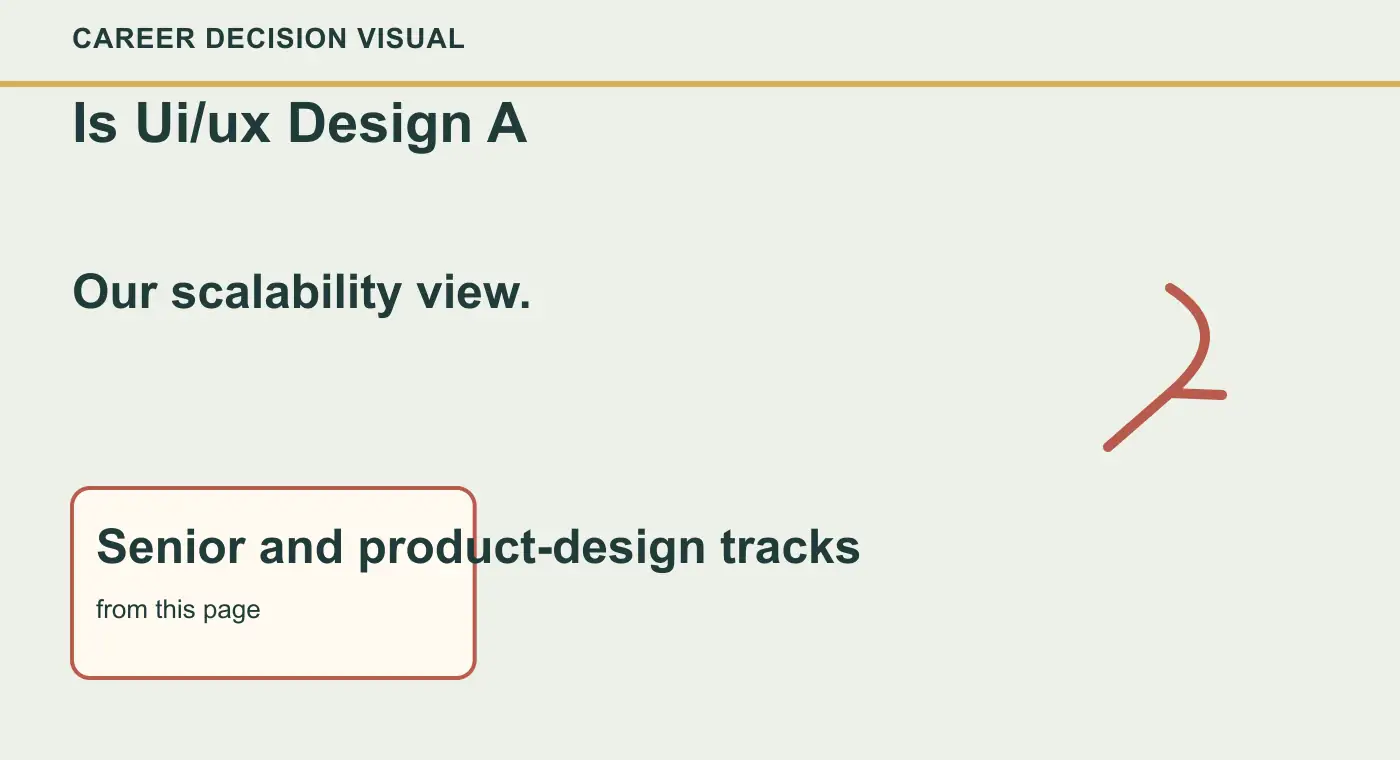 CAREER DECISION VISUAL
Is Ui/ux Design A
Our scalability view.
Senior and product-design tracks
from this page